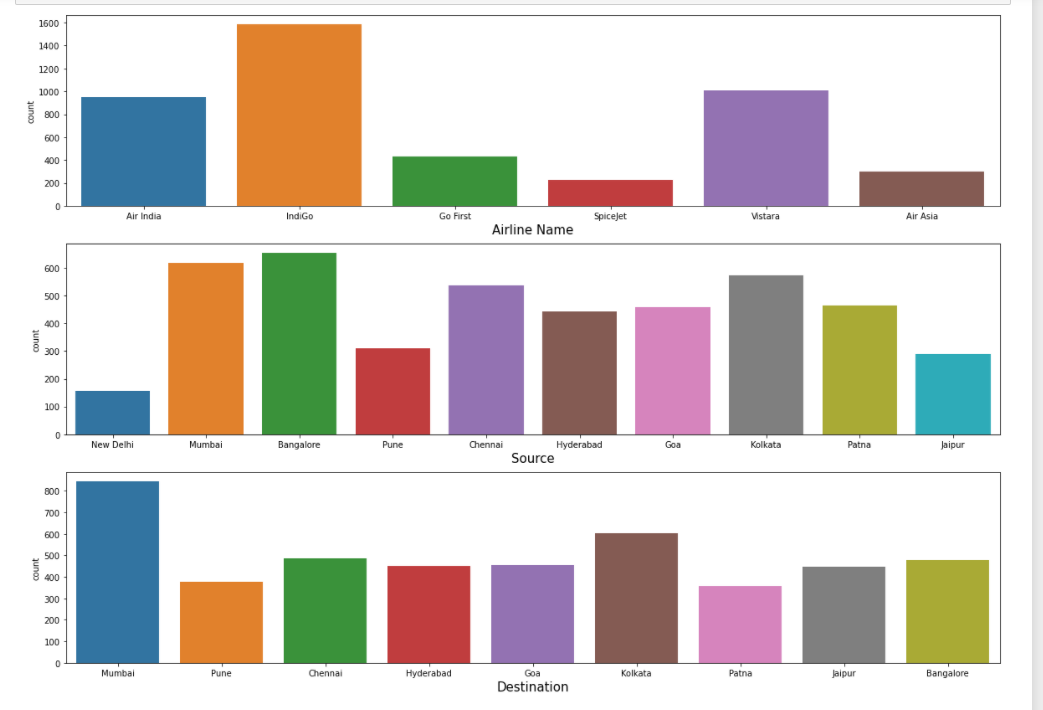 1600
1400
1200
1000
800
600
400
200
0
count
Air India IndiGo Go First SpiceJet Vistara Air Asia
Airline Name
600
500
400
300
200
100
0
count
New Delhi Mumbai Bangalore Pune Chennai Hyderabad Goa Kolkata Patna Jaipur
Source
800
700
600
500
400
300
200
100
0
count
Mumbai Pune Chennai Hyderabad Goa Kolkata Patna Jaipur Bangalore
Destination